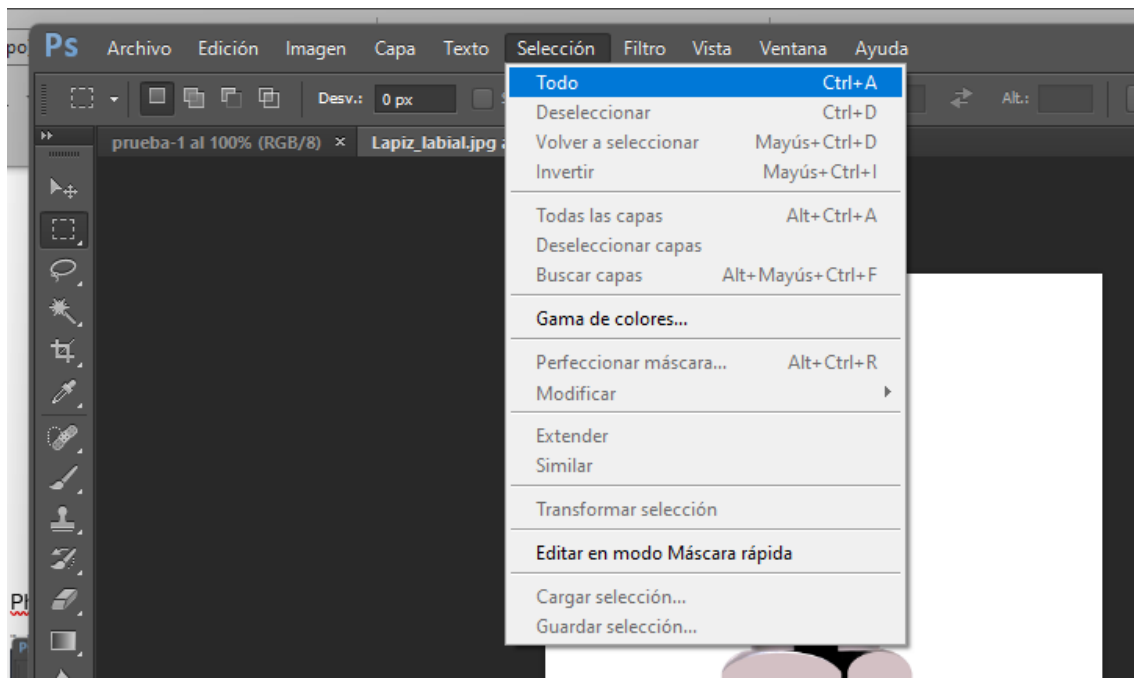 po
Ps Archivo Edición Imagen Capa Texto Selección Filtro Vista Ventana Ayuda
Desv.: 0 px Alt.:
prueba-1 al 100% (RGB/8) × Lapiz_labial.jpg
Todo Ctrl+A
Deseleccionar Ctrl+D
Volver a seleccionar Mayús+Ctrl+D
Invertir Mayús+Ctrl+I
Todas las capas Alt+Ctrl+A
Deseleccionar capas
Buscar capas Alt+Mayús+Ctrl+F
Gama de colores...
Perfeccionar máscara... Alt+Ctrl+R
Modificar
Extender
Similar
Transformar selección
Editar en modo Máscara rápida
Cargar selección...
Guardar selección...